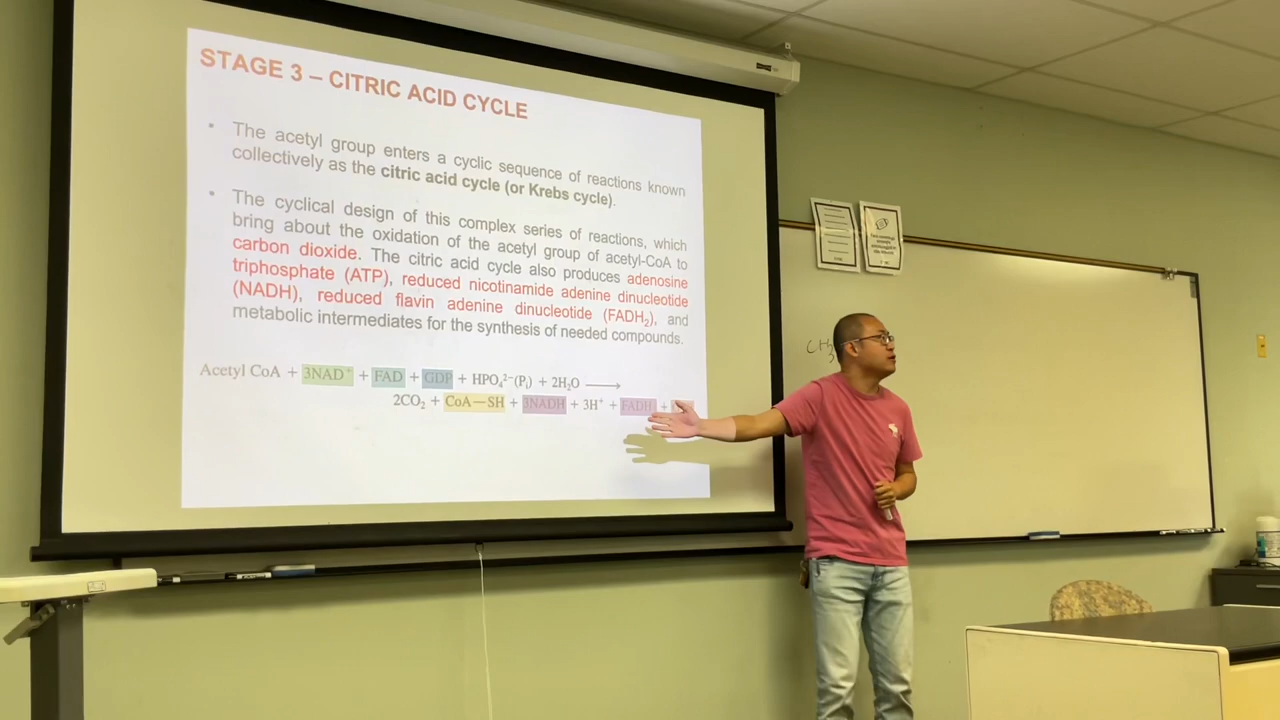 STAGE 3 – CITRIC ACID CYCLE
• The acetyl group enters a cyclic sequence of reactions known
collectively as the citric acid cycle (or Krebs cycle).
• The cyclical design of this complex series of reactions, which
bring about the oxidation of the acetyl group of acetyl-CoA to
carbon dioxide. The citric acid cycle also produces adenosine
triphosphate (ATP), reduced nicotinamide adenine dinucleotide
(NADH), reduced flavin adenine dinucleotide (FADH₂), and
metabolic intermediates for the synthesis of needed compounds.
Acetyl CoA + 3NAD⁺ + FAD + GDP + HPO₄²⁻(Pᵢ) + 2H₂O ⟶
2CO₂ + CoA—SH + 3NADH + 3H⁺ + FADH +
CH₃